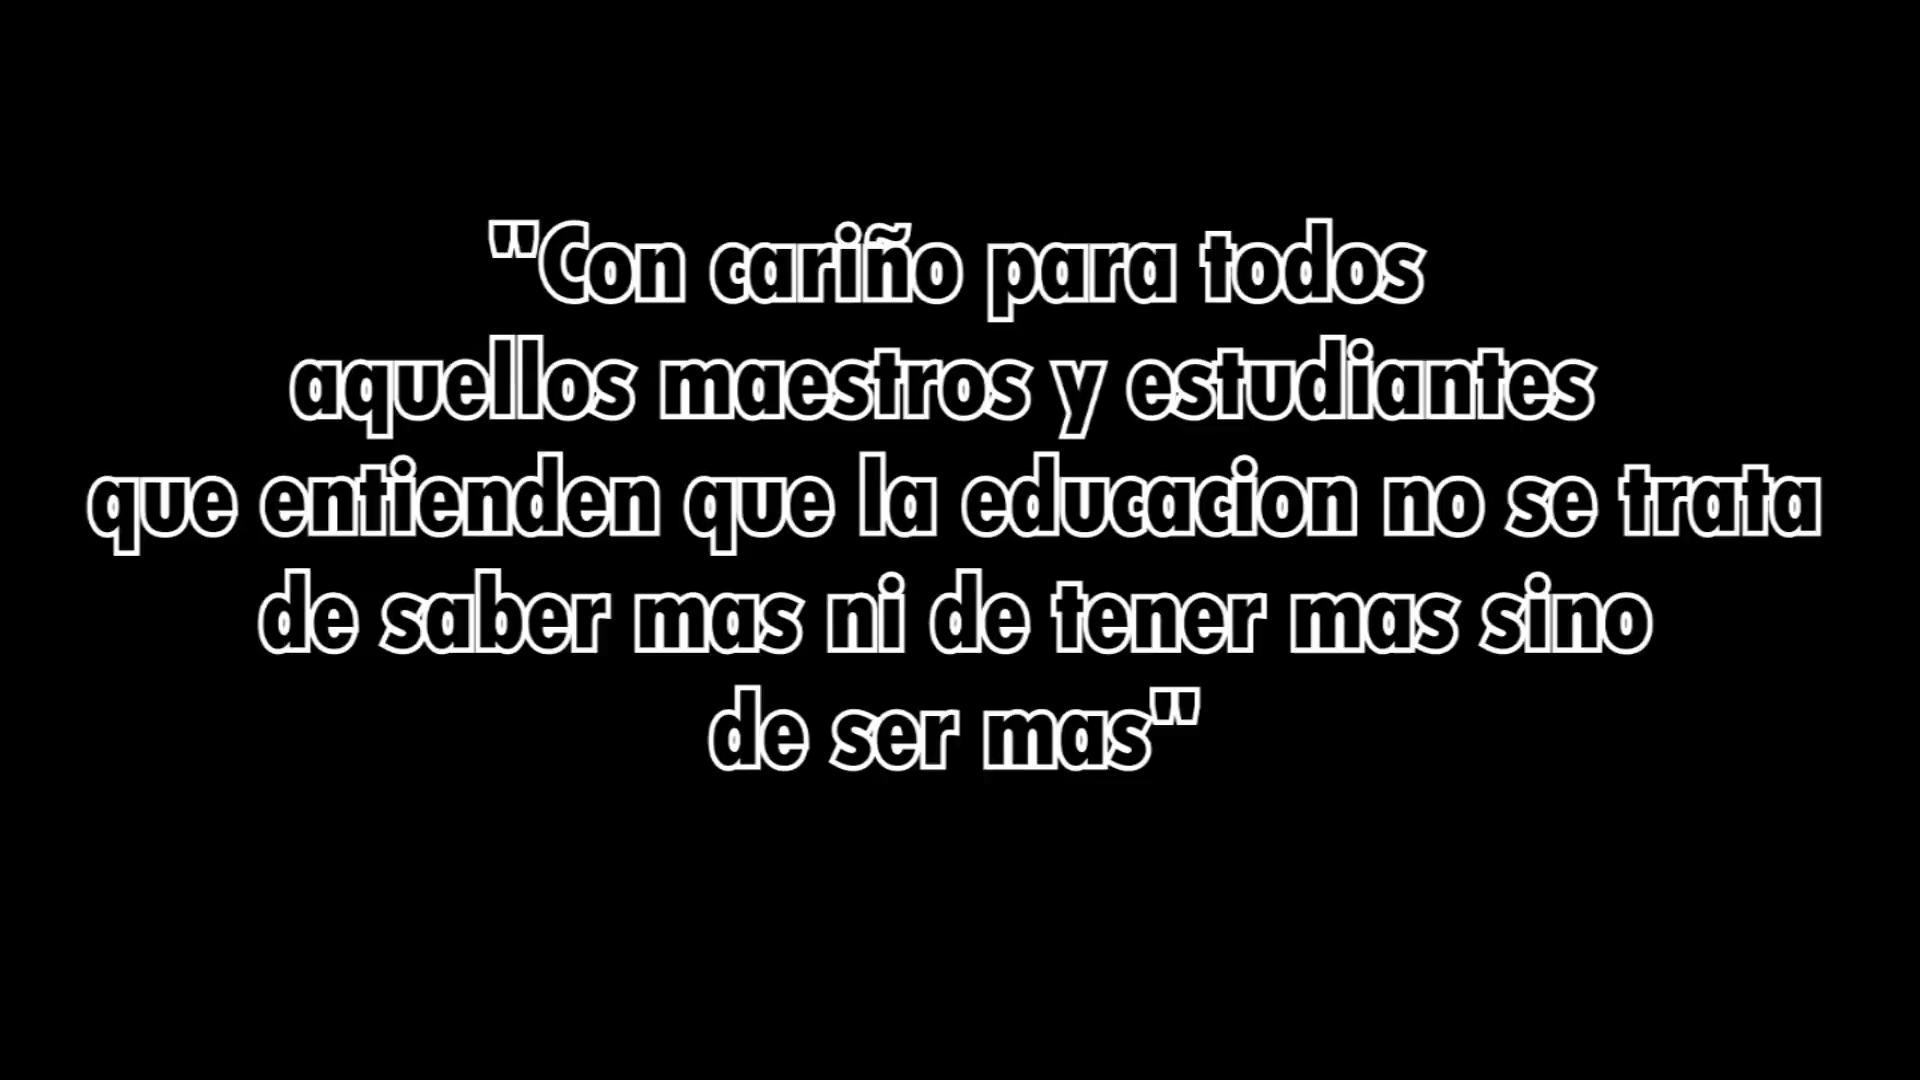 "Con cariño para todos
aquellos maestros y estudiantes
que entienden que la educacion no se trata
de saber mas ni de tener mas sino
de ser mas"